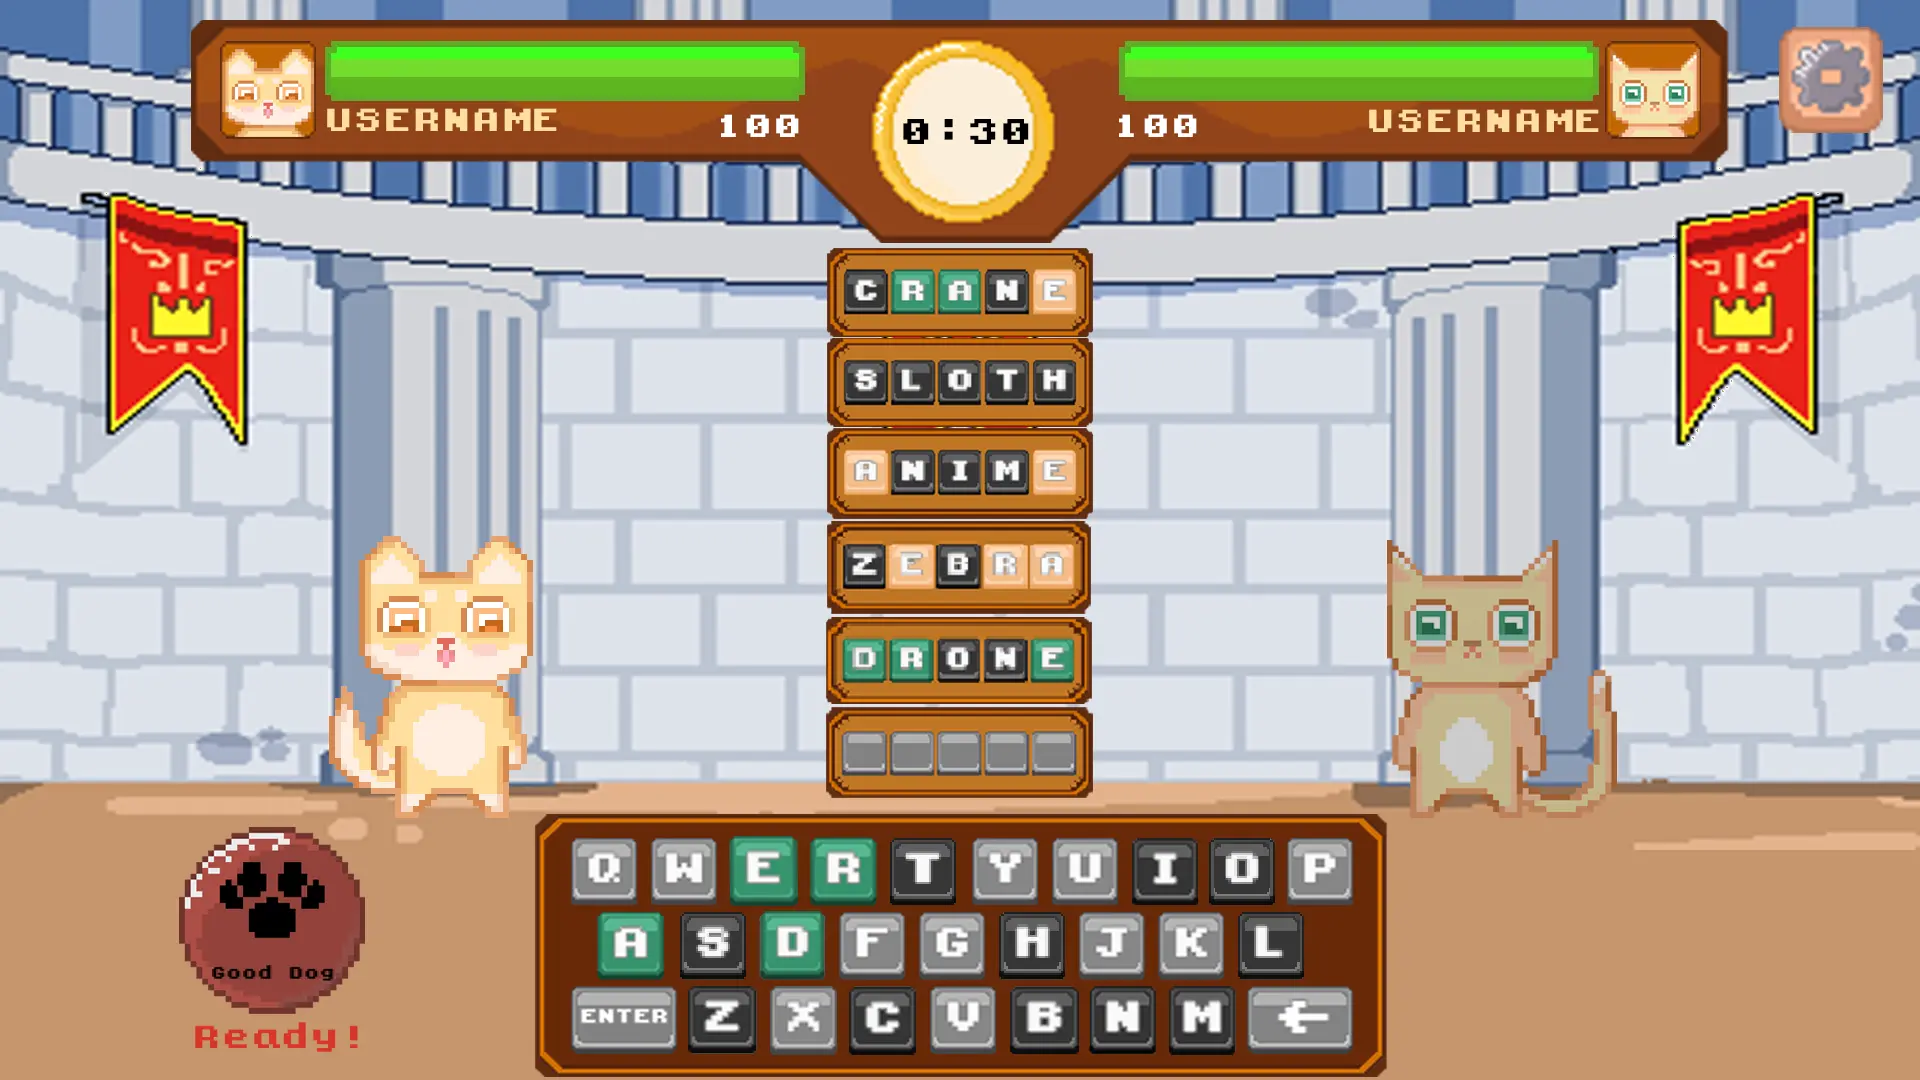 USERNAME 100 0:30 100 USERNAME
CRANE
SLOTH
ANIME
ZEBRA
DRONE
QWERTYUIOP
ASDFGHJKL
ENTER ZXCVBNM
Good Dog
Ready!